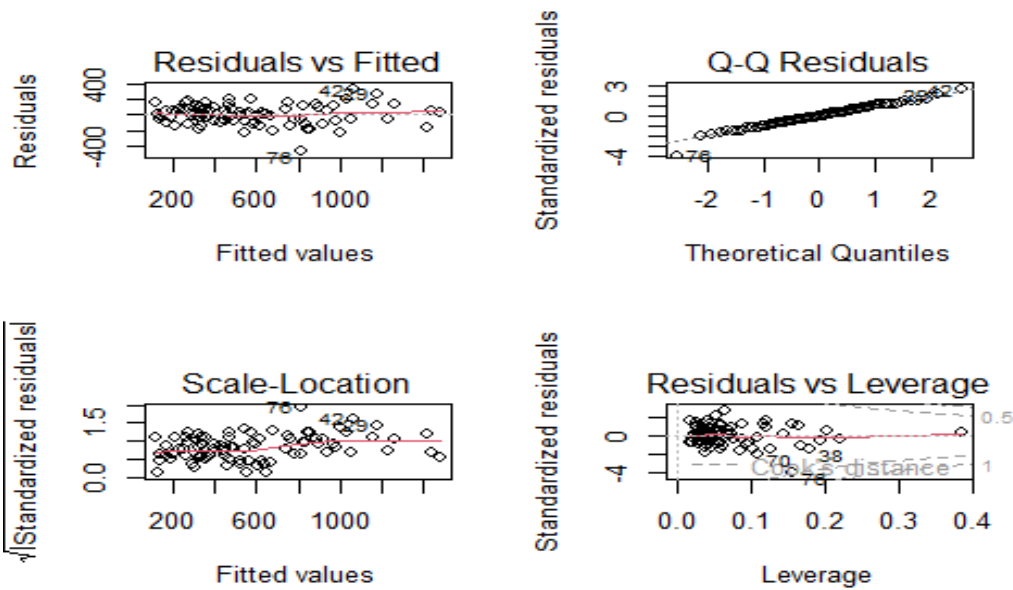 Residuals vs Fitted
Residuals
400
-400
42
39
76
200 600 1000
Fitted values
Q-Q Residuals
Standardized residuals
3
0
-4
42
76
-2 -1 0 1 2
Theoretical Quantiles
Scale-Location
√|Standardized residuals|
1.5
0.0
76
42
39
200 600 1000
Fitted values
Residuals vs Leverage
Standardized residuals
0
-4
0.5
1
70
38
76
Cook's distance
0.0 0.1 0.2 0.3 0.4
Leverage